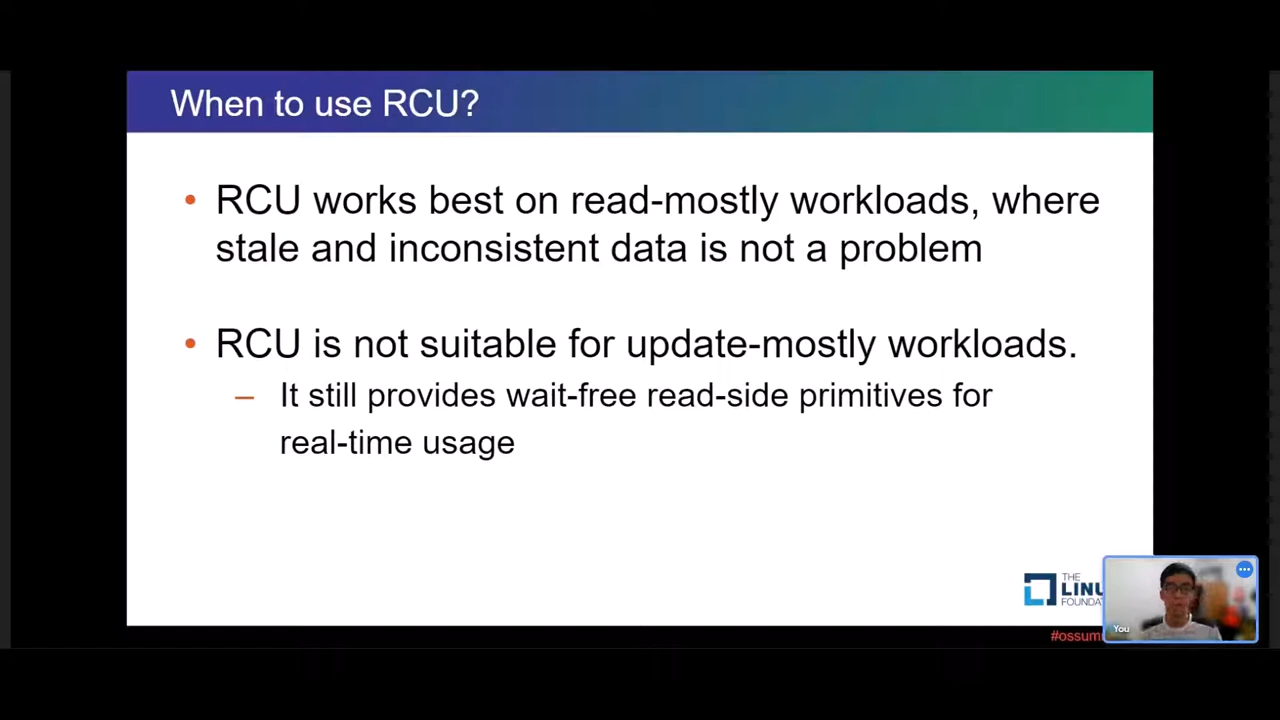 When to use RCU?
• RCU works best on read-mostly workloads, where
stale and inconsistent data is not a problem
• RCU is not suitable for update-mostly workloads.
– It still provides wait-free read-side primitives for
real-time usage
THE
LINU
FOUNDAT
#ossum
You